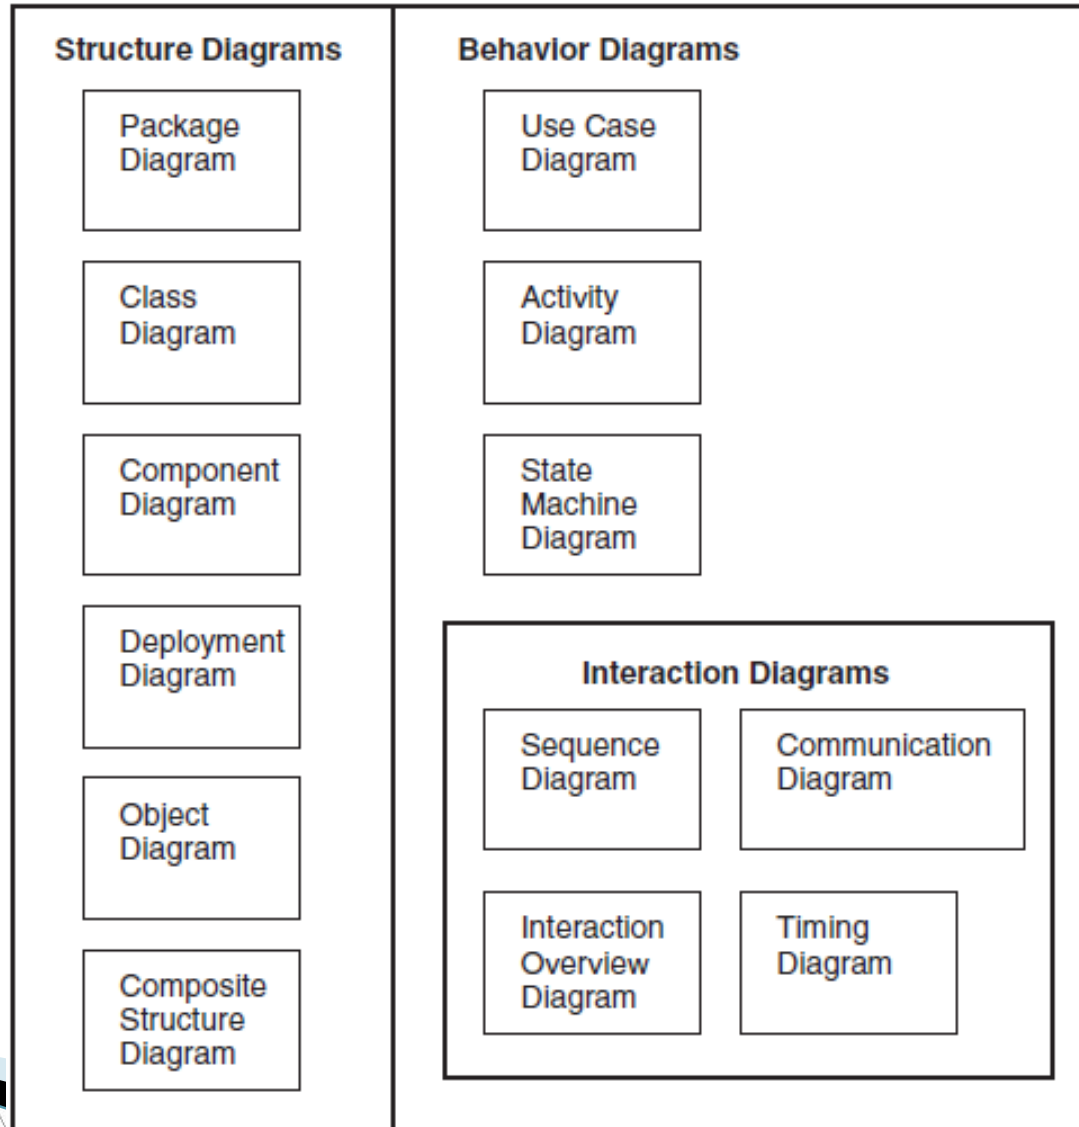 Structure Diagrams
Package
Diagram
Class
Diagram
Component
Diagram
Deployment
Diagram
Object
Diagram
Composite
Structure
Diagram
Behavior Diagrams
Use Case
Diagram
Activity
Diagram
State
Machine
Diagram
Interaction Diagrams
Sequence
Diagram
Communication
Diagram
Interaction
Overview
Diagram
Timing
Diagram